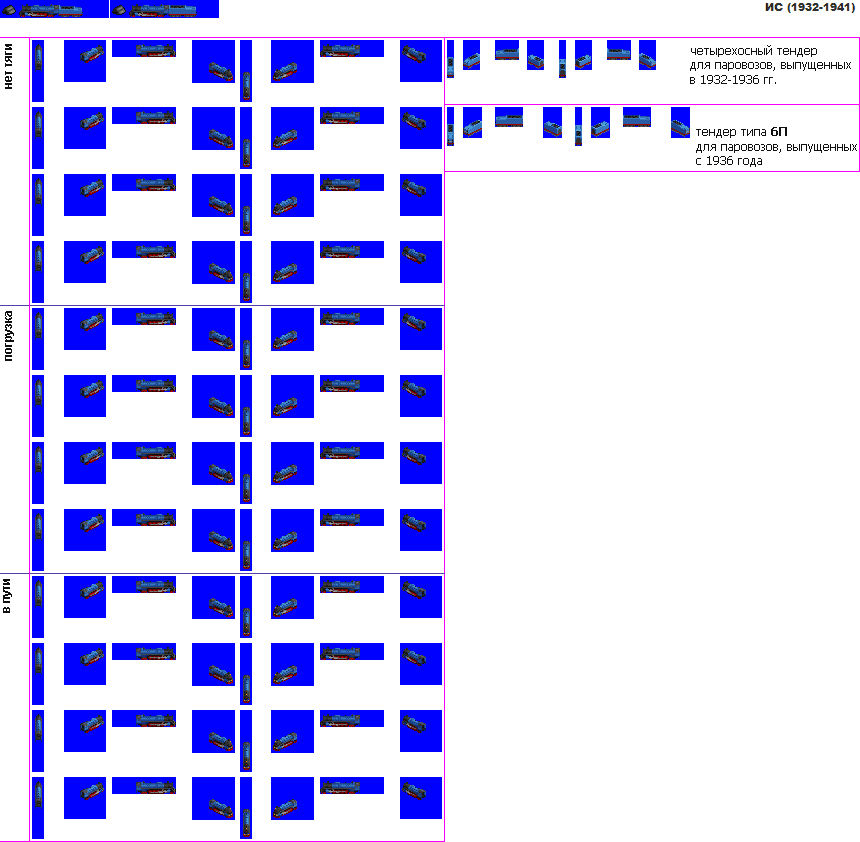 ИС (1932-1941)
нет тяги
четырехосный тендер
для паровозов, выпущенных
в 1932-1936 гг.
тендер типа 6П
для паровозов, выпущенных
с 1936 года
погрузка
в пути